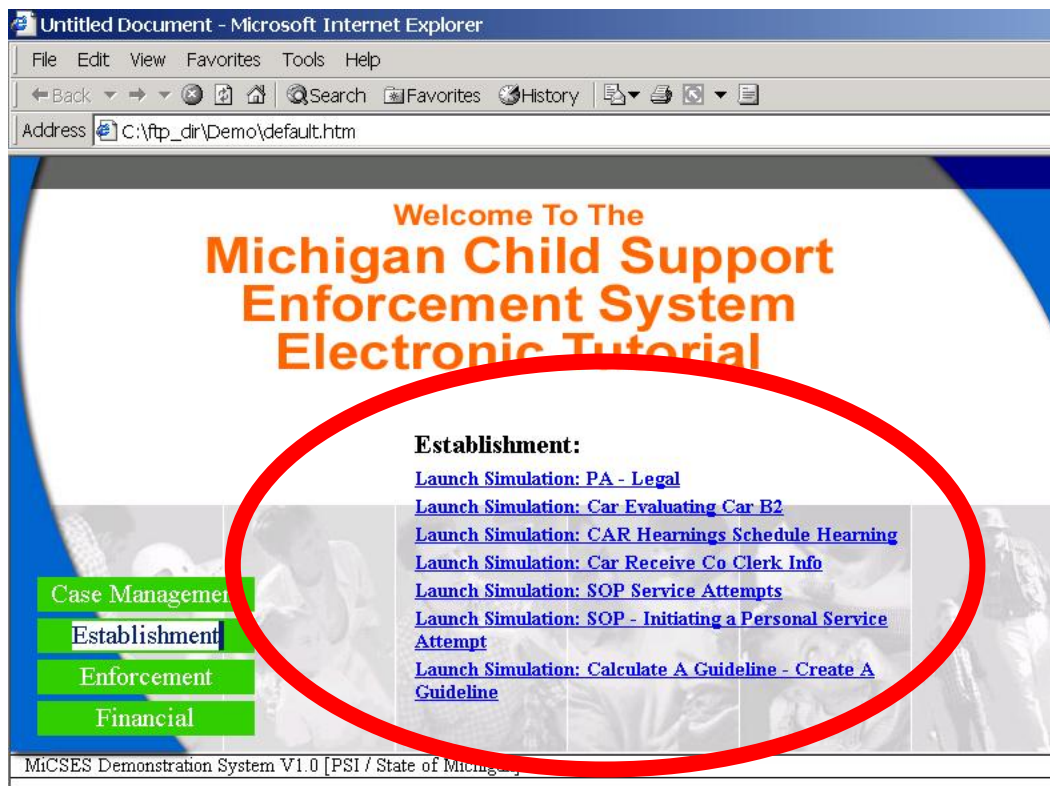 Untitled Document - Microsoft Internet Explorer
File Edit View Favorites Tools Help
Back Search Favorites History
Address C:\ftp_dir\Demo\default.htm
Welcome To The
Michigan Child Support
Enforcement System
Electronic Tutorial
Establishment:
Launch Simulation: PA - Legal
Launch Simulation: Car Evaluating Car B2
Launch Simulation: CAR Hearnings Schedule Hearning
Launch Simulation: Car Receive Co Clerk Info
Launch Simulation: SOP Service Attempts
Launch Simulation: SOP - Initiating a Personal Service
Attempt
Launch Simulation: Calculate A Guideline - Create A
Guideline
Case Management
Establishment
Enforcement
Financial
MiCSES Demonstration System V1.0 [PSI / State of Michigan]